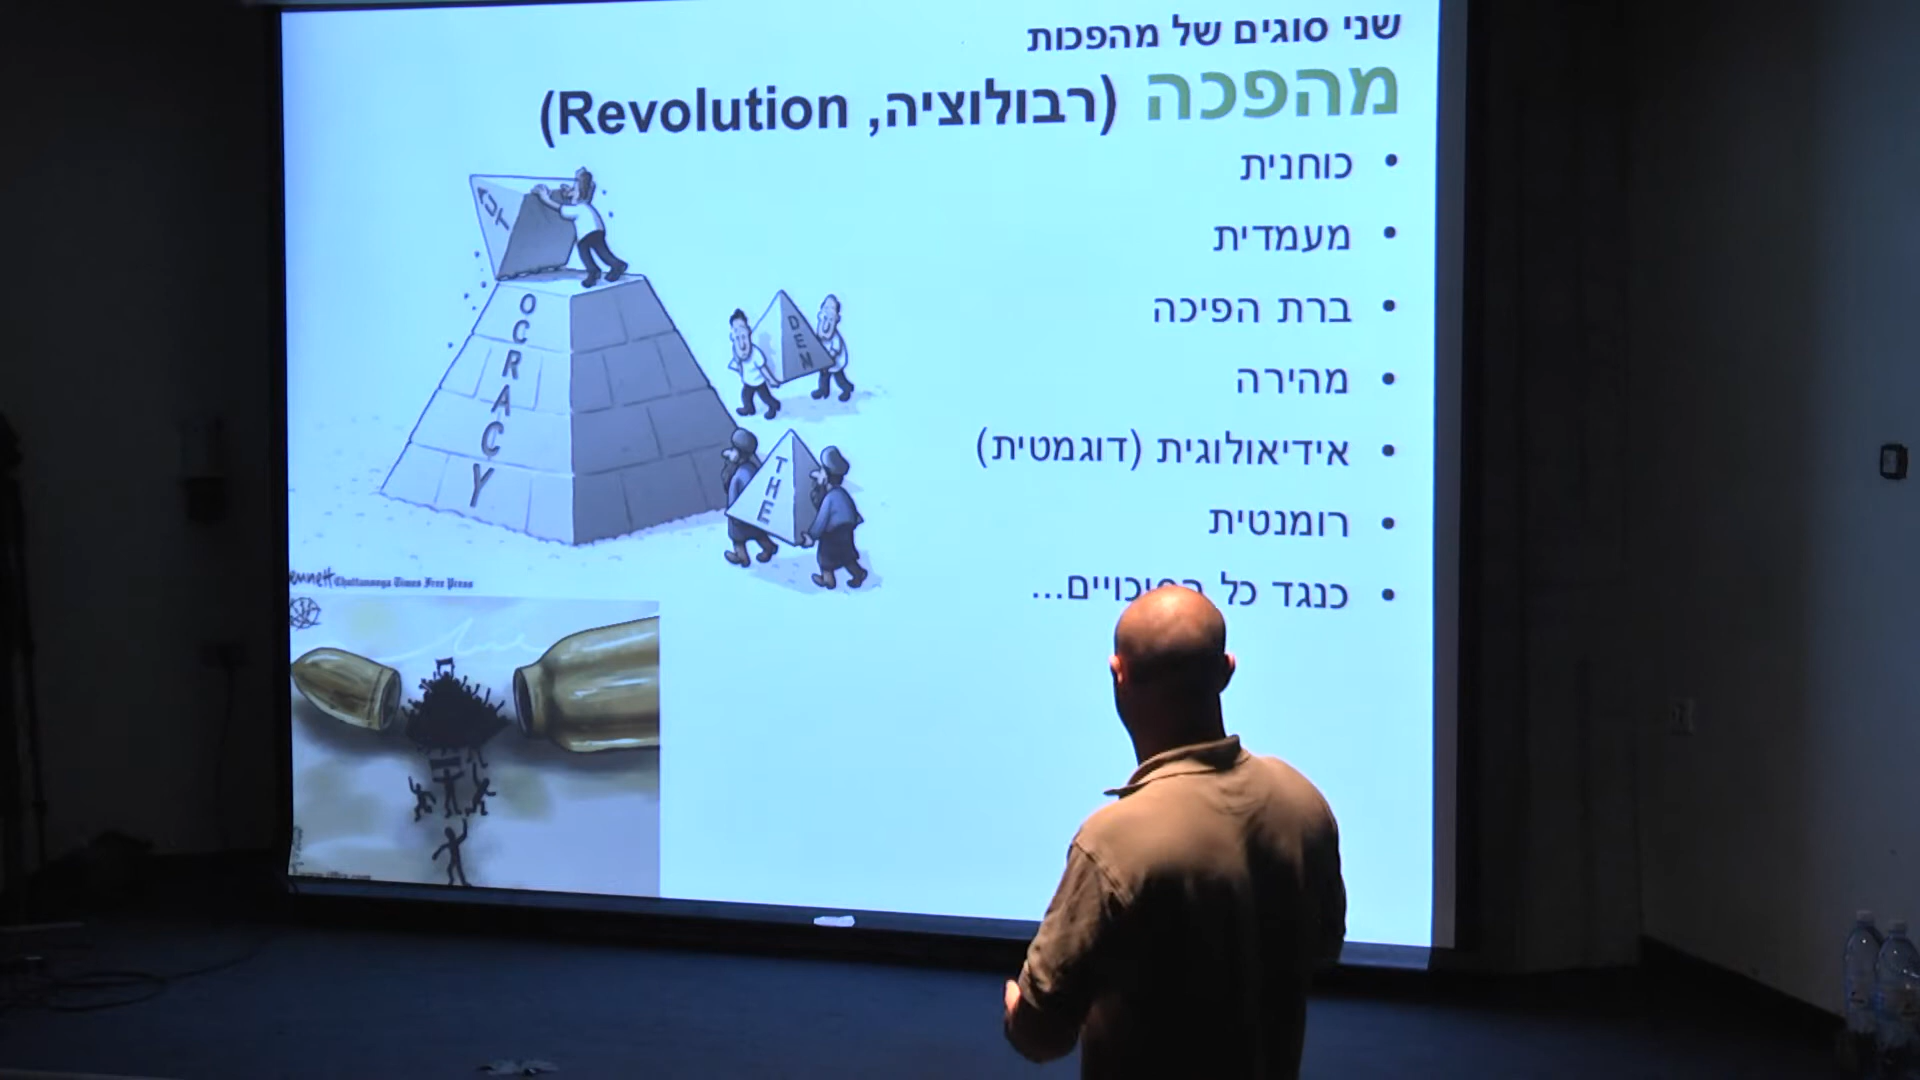 שני סוגים של מהפכות
מהפכה (רבולוציה, Revolution)
• כוחנית
• מעמדית
• ברת הפיכה
• מהירה
• אידיאולוגית (דוגמטית)
• רומנטית
• כנגד כל
AUT
OCRACY
DEM
THE
Chattanooga Times Free Press